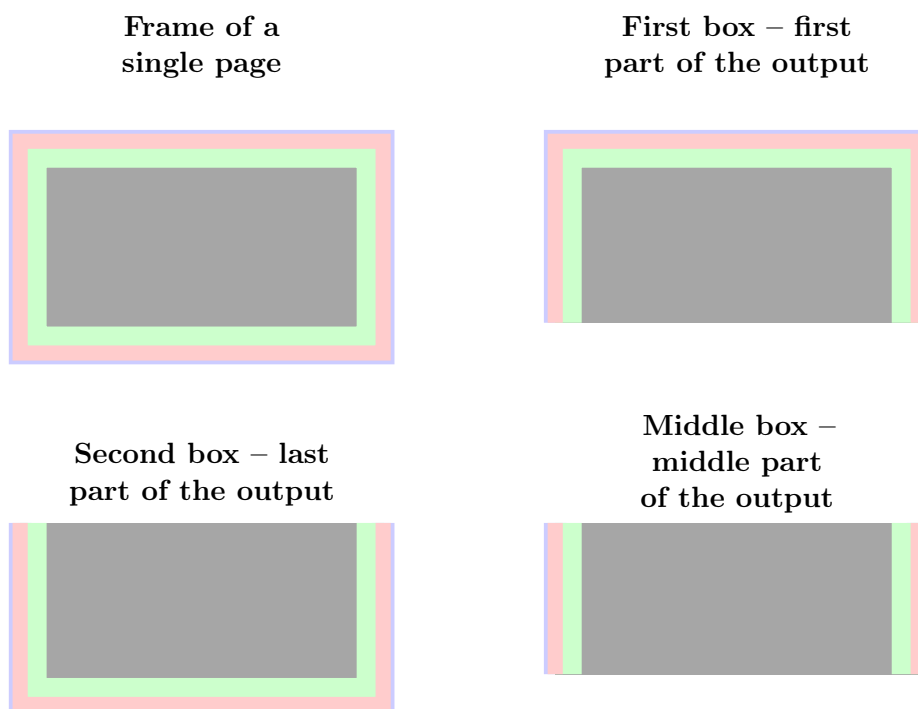 Frame of a
single page
First box – first
part of the output
Second box – last
part of the output
Middle box –
middle part
of the output